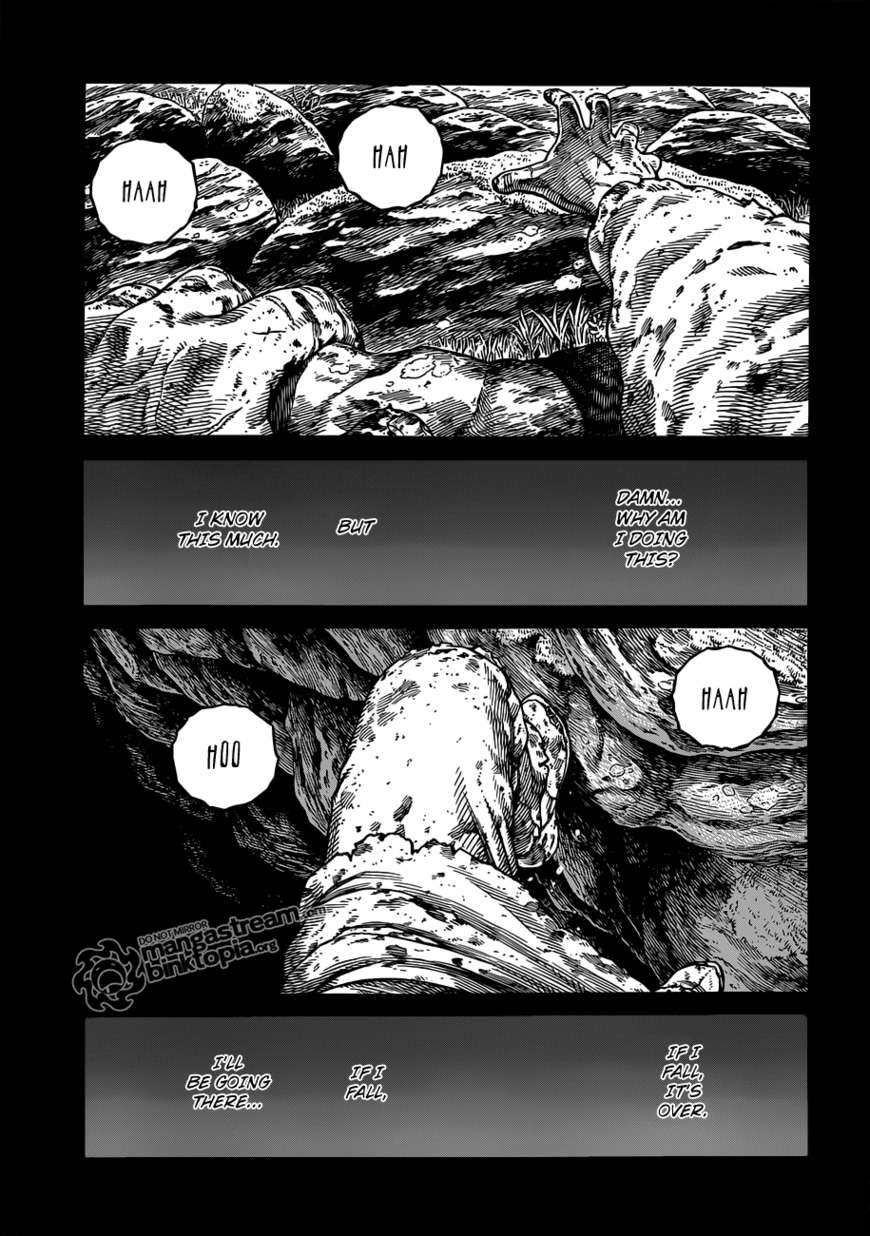 HAH
HAAH
DAMN...
WHY AM
I DOING
THIS?
BUT
I KNOW
THIS MUCH.
HAAH
HOO
DO NOT MIRROR
mangastream.com
binktopia.org
IF I
FALL,
IT'S
OVER.
IF I
FALL,
I'LL
BE GOING
THERE...